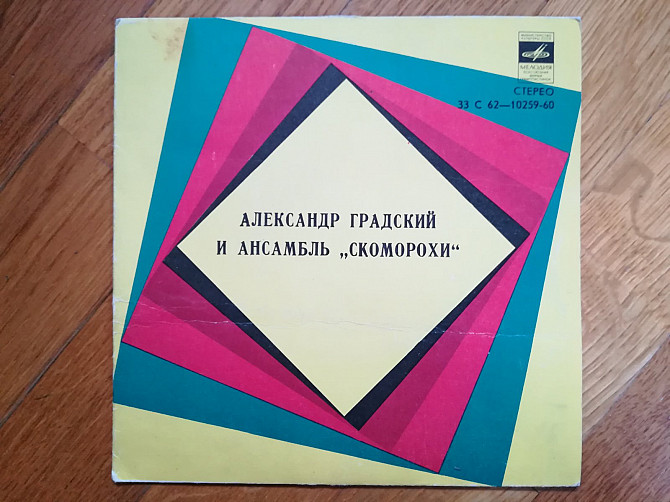 МЕЛОДИЯ
СТЕРЕО
33 С 62—10259-60
АЛЕКСАНДР ГРАДСКИЙ
И АНСАМБЛЬ „СКОМОРОХИ“